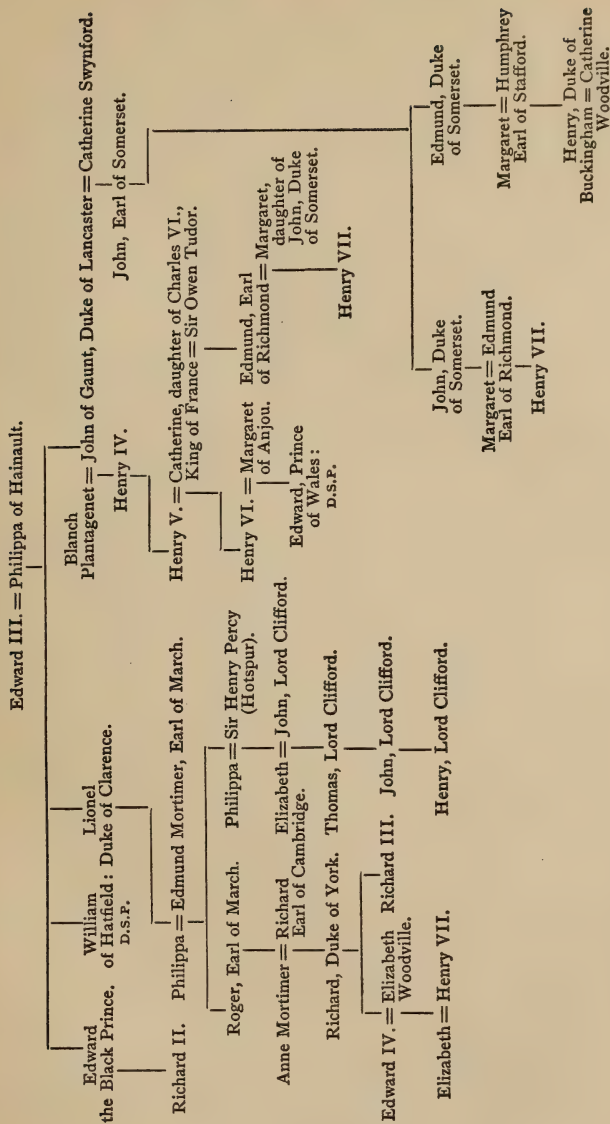 Edward III. = Philippa of Hainault.
Edward
the Black Prince.
William
of Hatfield :
D.S.P.
Lionel
Duke of Clarence.
Blanch
Plantagenet = John of Gaunt, Duke of Lancaster = Catherine Swynford.
Richard II.
Philippa = Edmund Mortimer, Earl of March.
Henry IV.
John, Earl of Somerset.
Roger, Earl of March.
Philippa = Sir Henry Percy
(Hotspur).
Henry V. = Catherine, daughter of Charles VI.,
King of France = Sir Owen Tudor.
Anne Mortimer = Richard
Earl of Cambridge.
Elizabeth = John, Lord Clifford.
Henry VI. = Margaret
of Anjou.
Edmund, Earl
of Richmond = Margaret,
daughter of
John, Duke
of Somerset.
Richard, Duke of York.
Thomas, Lord Clifford.
Edward, Prince
of Wales :
D.S.P.
Henry VII.
Edward IV. = Elizabeth
Woodville.
Richard III.
John, Lord Clifford.
Elizabeth = Henry VII.
Henry, Lord Clifford.
John, Duke
of Somerset.
Edmund, Duke
of Somerset.
Margaret = Edmund
Earl of Richmond.
Margaret = Humphrey
Earl of Stafford.
Henry VII.
Henry, Duke of
Buckingham = Catherine
Woodville.